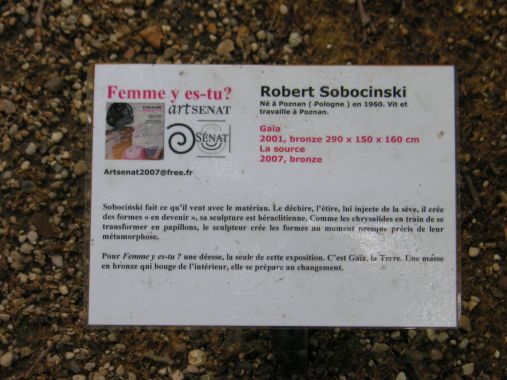 Femme y es-tu?
art SENAT
SÉNAT
Artsenat2007@free.fr
Robert Sobocinski
Né à Poznan ( Pologne ) en 1960. Vit et
travaille à Poznan.
Gaïa
2001, bronze 290 x 150 x 160 cm
La source
2007, bronze
Sobocinski fait ce qu'il veut avec le matériau. Le déchire, l'étire, lui injecte de la sève, il crée
des formes « en devenir », sa sculpture est héraclitienne. Comme les chrysalides en train de se
transformer en papillons, le sculpteur crée les formes au moment presque précis de leur
métamorphose.
Pour Femme y es-tu ? une déesse, la seule de cette exposition. C'est Gaïa, la Terre. Une masse
en bronze qui bouge de l'intérieur, elle se prépare au changement.